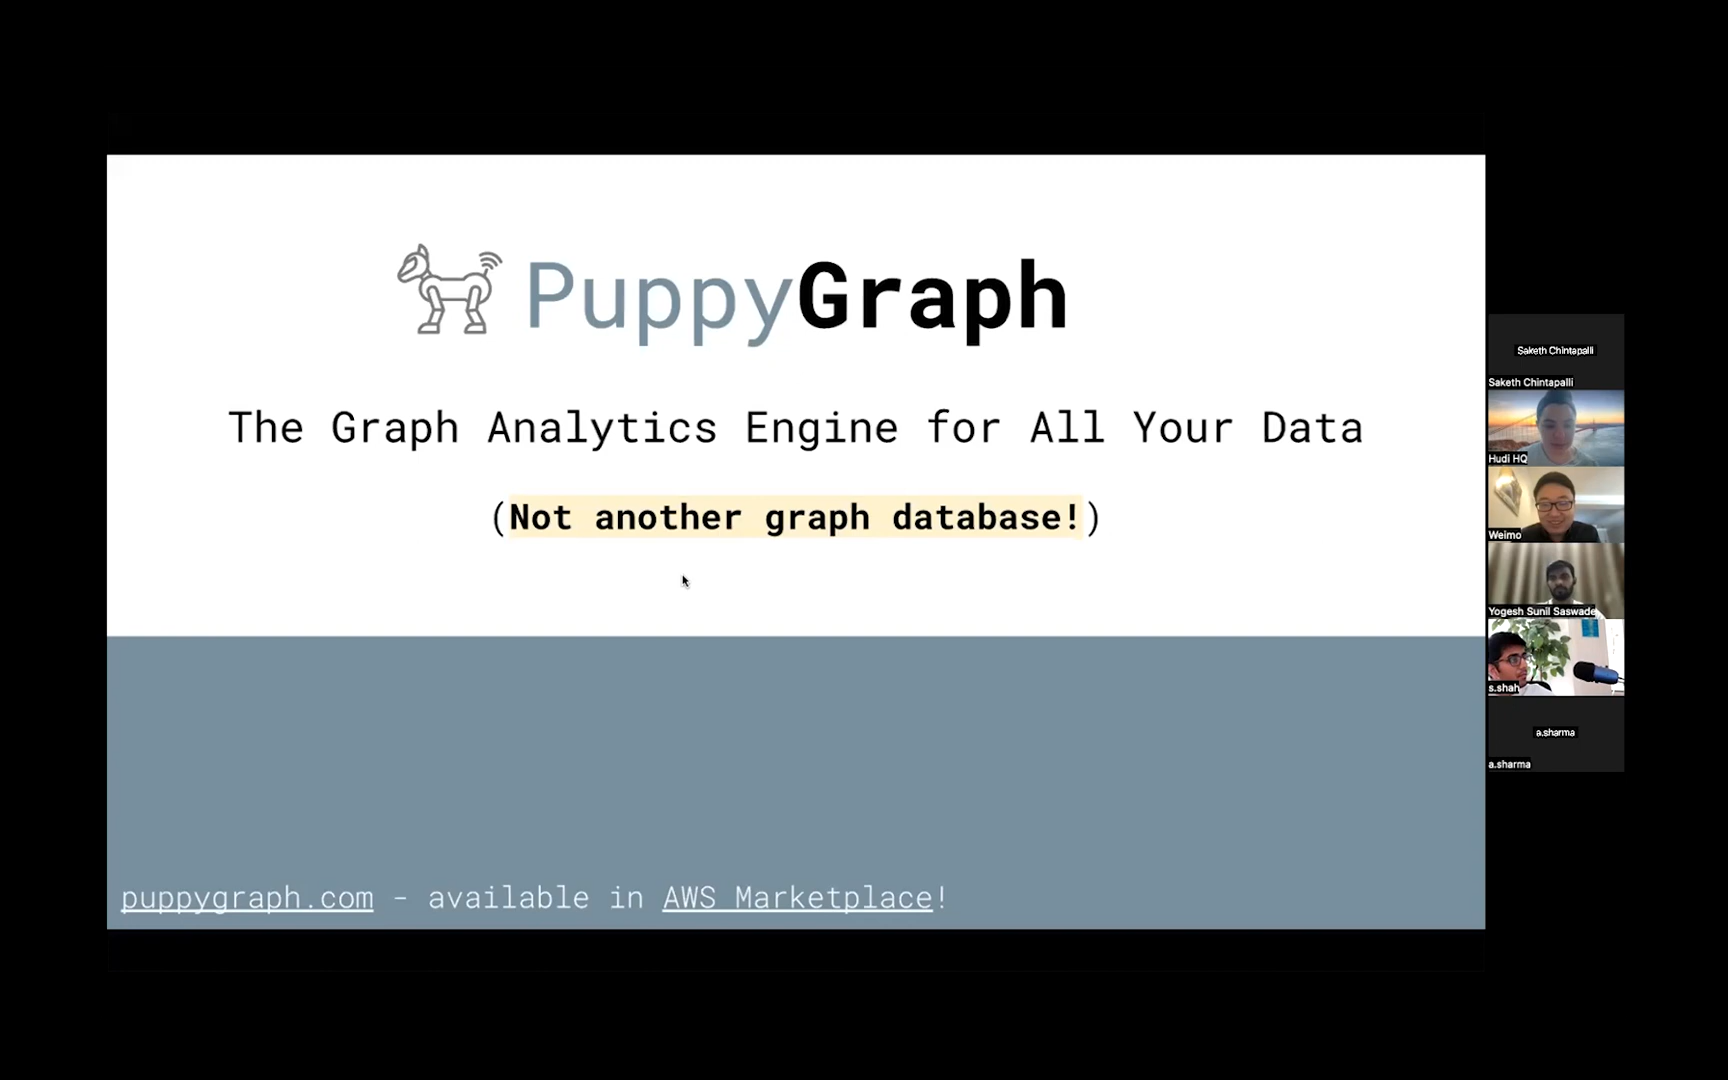 PuppyGraph
The Graph Analytics Engine for All Your Data
(Not another graph database!)
puppygraph.com - available in AWS Marketplace!
Saketh Chintapalli
Saketh Chintapalli
Hudi HQ
Weimo
Yogesh Sunil Saswade
s.shah
a.sharma
a.sharma